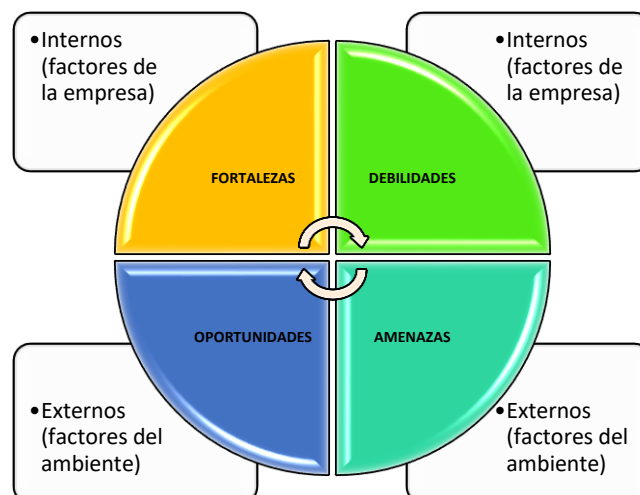 •Internos
(factores de
la empresa)
•Internos
(factores de
la empresa)
FORTALEZAS
DEBILIDADES
OPORTUNIDADES
AMENAZAS
•Externos
(factores del
ambiente)
•Externos
(factores del
ambiente)